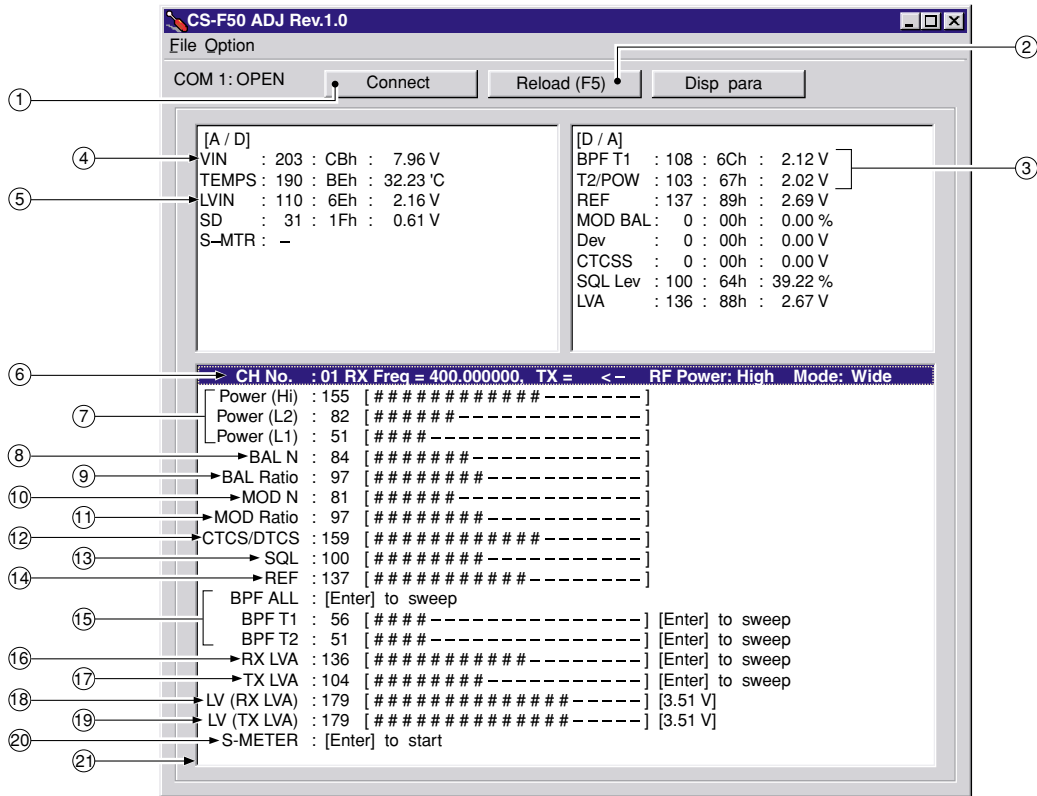 CS-F50 ADJ Rev.1.0
File Option
②
COM 1: OPEN Connect Reload (F5) Disp para
①
[A / D]
④ VIN : 203 : CBh : 7.96 V
TEMPS : 190 : BEh : 32.23 'C
⑤ LVIN : 110 : 6Eh : 2.16 V
SD : 31 : 1Fh : 0.61 V
S–MTR : –
[D / A]
BPF T1 : 108 : 6Ch : 2.12 V
T2/POW : 103 : 67h : 2.02 V
③
REF : 137 : 89h : 2.69 V
MOD BAL : 0 : 00h : 0.00 %
Dev : 0 : 00h : 0.00 V
CTCSS : 0 : 00h : 0.00 V
SQL Lev : 100 : 64h : 39.22 %
LVA : 136 : 88h : 2.67 V
⑥ CH No. : 01 RX Freq = 400.000000, TX = <– RF Power: High Mode: Wide
Power (Hi) : 155 [ # # # # # # # # # # # # – – – – – – – – ]
⑦ Power (L2) : 82 [ # # # # # # – – – – – – – – – – – – – – ]
Power (L1) : 51 [ # # # # – – – – – – – – – – – – – – – – ]
⑧ BAL N : 84 [ # # # # # # # – – – – – – – – – – – – – ]
⑨ BAL Ratio : 97 [ # # # # # # # # – – – – – – – – – – – – ]
⑩ MOD N : 81 [ # # # # # # – – – – – – – – – – – – – – ]
⑪ MOD Ratio : 97 [ # # # # # # # # – – – – – – – – – – – – ]
⑫ CTCS/DTCS : 159 [ # # # # # # # # # # # # – – – – – – – – ]
⑬ SQL : 100 [ # # # # # # # # – – – – – – – – – – – – ]
⑭ REF : 137 [ # # # # # # # # # # # – – – – – – – – – ]
BPF ALL : [Enter] to sweep
⑮ BPF T1 : 56 [ # # # # – – – – – – – – – – – – – – – – ] [Enter] to sweep
BPF T2 : 51 [ # # # # – – – – – – – – – – – – – – – – ] [Enter] to sweep
⑯ RX LVA : 136 [ # # # # # # # # # # # – – – – – – – – – ] [Enter] to sweep
⑰ TX LVA : 104 [ # # # # # # # # – – – – – – – – – – – – ] [Enter] to sweep
⑱ LV (RX LVA) : 179 [ # # # # # # # # # # # # # # – – – – – – ] [3.51 V]
⑲ LV (TX LVA) : 179 [ # # # # # # # # # # # # # # – – – – – – ] [3.51 V]
⑳ S-METER : [Enter] to start
㉑